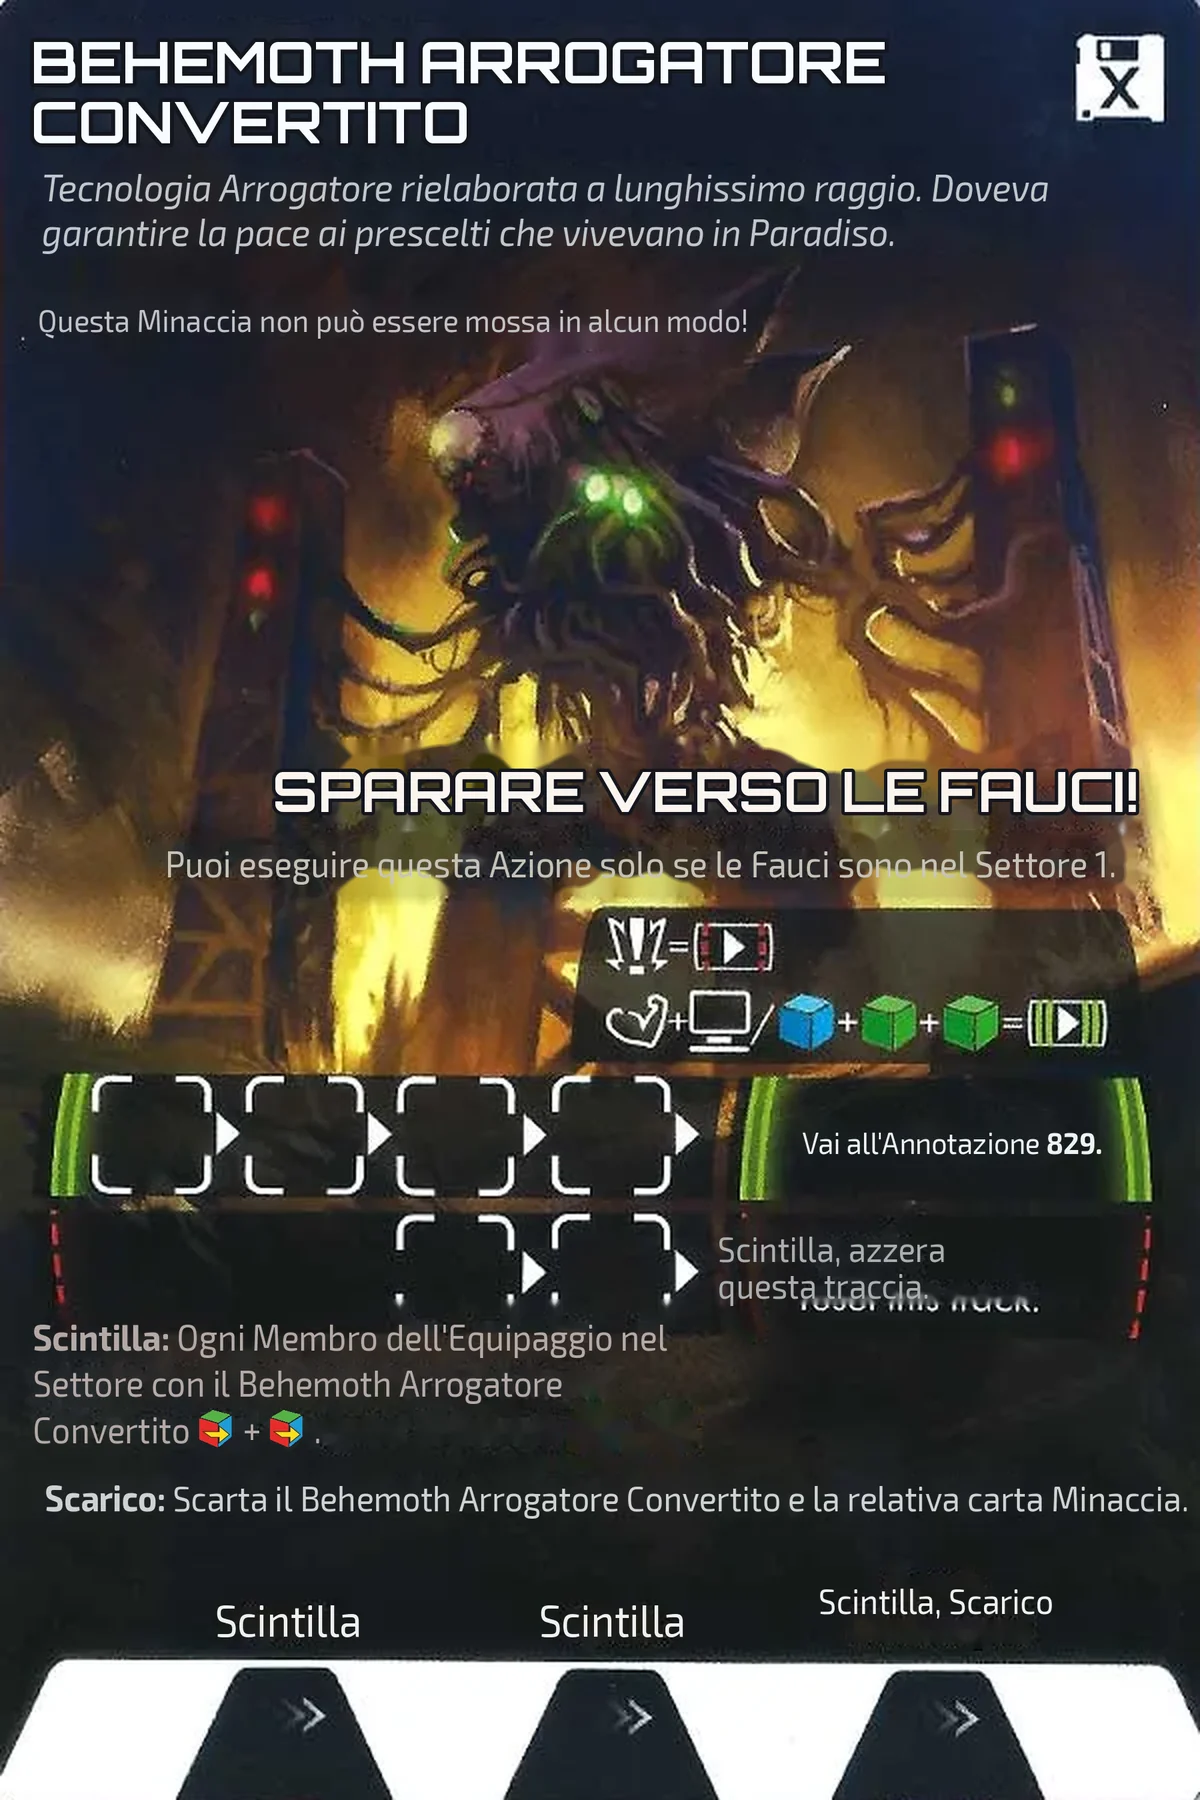 BEHEMOTH ARROGATORE
CONVERTITO
X
Tecnologia Arrogatore rielaborata a lunghissimo raggio. Doveva
garantire la pace ai prescelti che vivevano in Paradiso.
Questa Minaccia non può essere mossa in alcun modo!
SPARARE VERSO LE FAUCI!
Puoi eseguire questa Azione solo se le Fauci sono nel Settore 1.
Vai all'Annotazione 829.
Scintilla, azzera
questa traccia.
this track.
Scintilla: Ogni Membro dell'Equipaggio nel
Settore con il Behemoth Arrogatore
Convertito + .
Scarico: Scarta il Behemoth Arrogatore Convertito e la relativa carta Minaccia.
Scintilla
Scintilla
Scintilla, Scarico